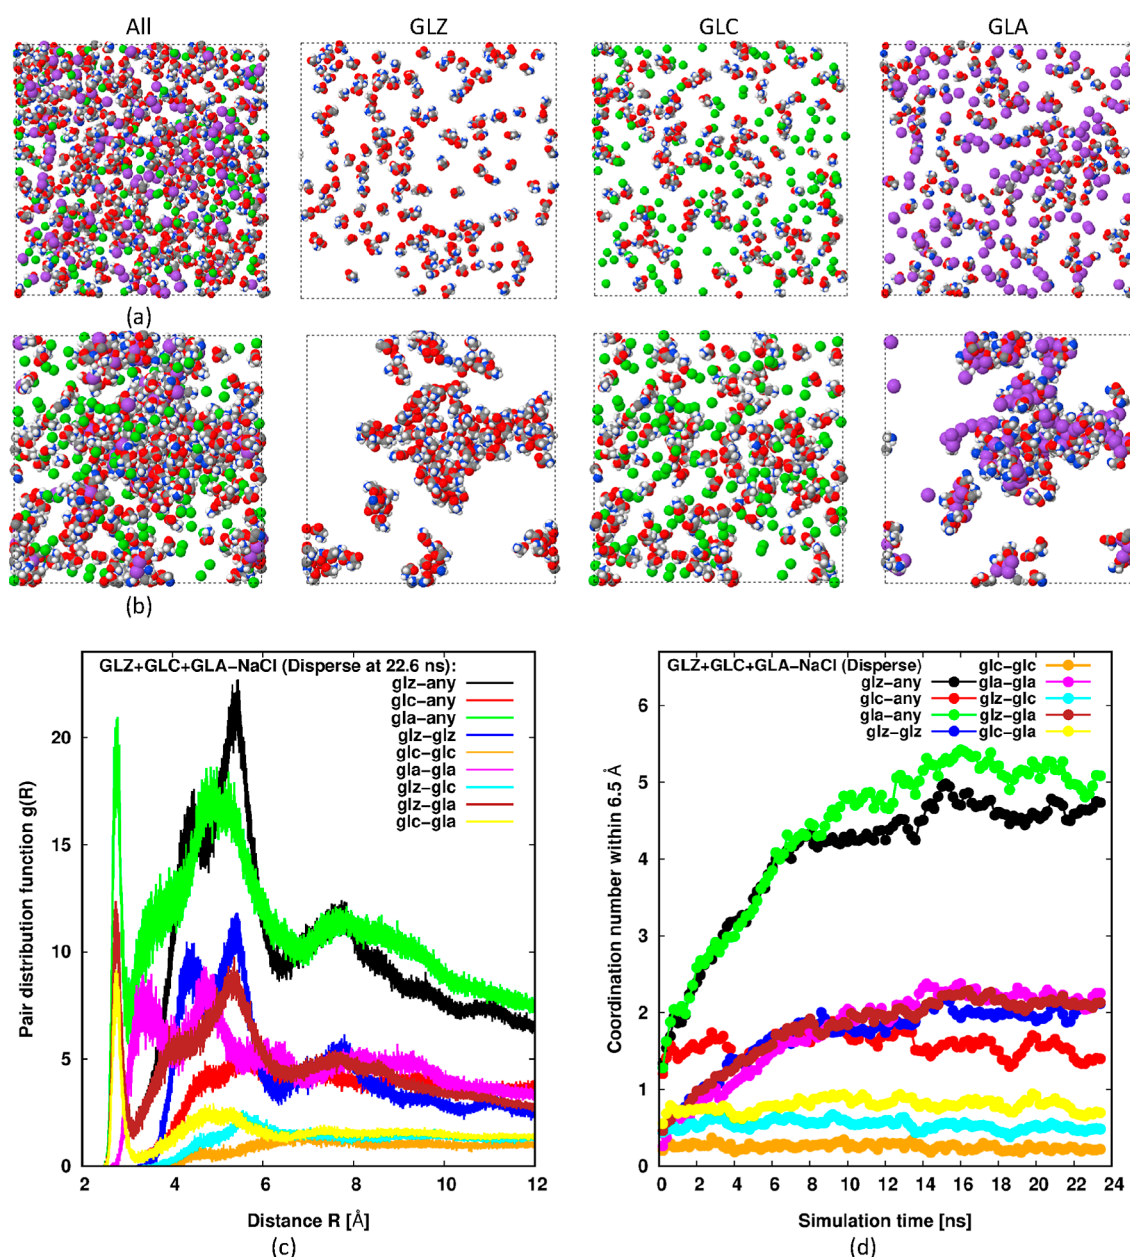 All GLZ GLC GLA
(a)
(b)
GLZ+GLC+GLA–NaCl (Disperse at 22.6 ns):
glz–any
glc–any
gla–any
glz–glz
glc–glc
gla–gla
glz–glc
glz–gla
glc–gla
Pair distribution function g(R)
20
15
10
5
0
2 4 6 8 10 12
Distance R [Å]
(c)
GLZ+GLC+GLA–NaCl (Disperse) glc–glc
glz–any gla–gla
glc–any glz–glc
gla–any glz–gla
glz–glz glc–gla
Coordination number within 6.5 Å
6
5
4
3
2
1
0
0 2 4 6 8 10 12 14 16 18 20 22 24
Simulation time [ns]
(d)